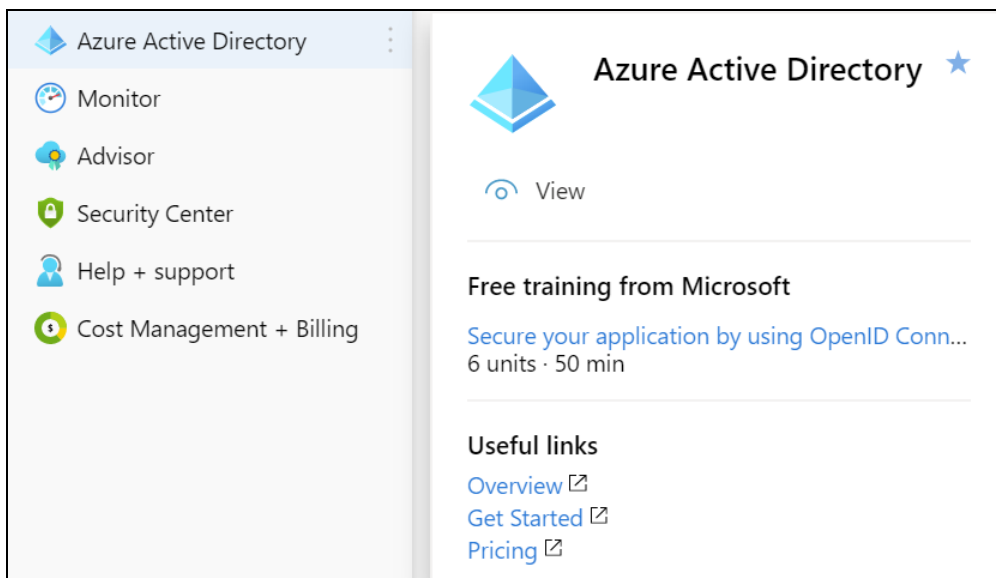 Azure Active Directory
Monitor
Advisor
Security Center
Help + support
Cost Management + Billing
Azure Active Directory
View
Free training from Microsoft
Secure your application by using OpenID Conn...
6 units · 50 min
Useful links
Overview
Get Started
Pricing